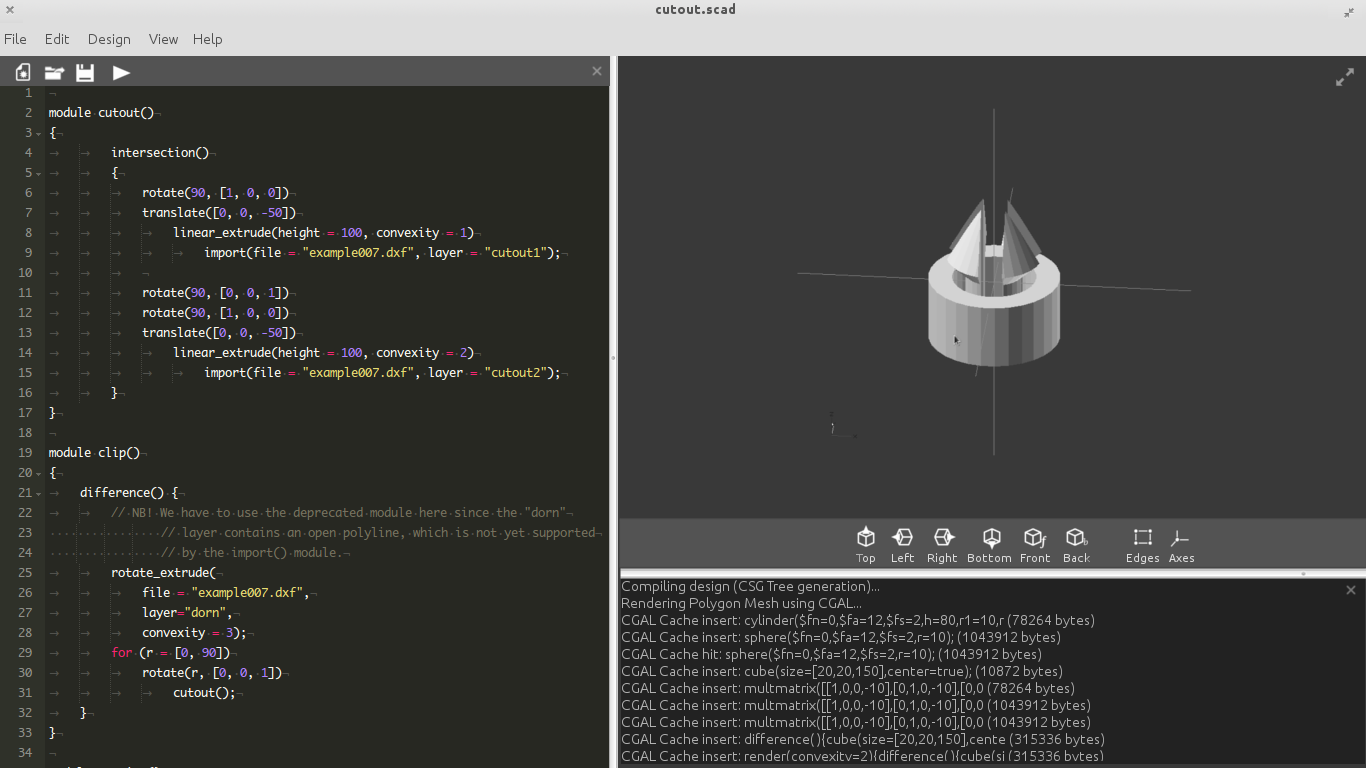 cutout.scad
File Edit Design View Help
1
2 module cutout()
3 {
4 intersection()
5 {
6 rotate(90, [1, 0, 0])
7 translate([0, 0, -50])
8 linear_extrude(height = 100, convexity = 1)
9 import(file = "example007.dxf", layer = "cutout1");
10
11 rotate(90, [0, 0, 1])
12 rotate(90, [1, 0, 0])
13 translate([0, 0, -50])
14 linear_extrude(height = 100, convexity = 2)
15 import(file = "example007.dxf", layer = "cutout2");
16 }
17 }
18
19 module clip()
20 {
21 difference() {
22 // NB! We have to use the deprecated module here since the "dorn"
23 // layer contains an open polyline, which is not yet supported
24 // by the import() module.
25 rotate_extrude(
26 file = "example007.dxf",
27 layer="dorn",
28 convexity = 3);
29 for (r = [0, 90])
30 rotate(r, [0, 0, 1])
31 cutout();
32 }
33 }
34
Top Left Right Bottom Front Back Edges Axes
Compiling design (CSG Tree generation)...
Rendering Polygon Mesh using CGAL...
CGAL Cache insert: cylinder($fn=0,$fa=12,$fs=2,h=80,r1=10,r (78264 bytes)
CGAL Cache insert: sphere($fn=0,$fa=12,$fs=2,r=10); (1043912 bytes)
CGAL Cache hit: sphere($fn=0,$fa=12,$fs=2,r=10); (1043912 bytes)
CGAL Cache insert: cube(size=[20,20,150],center=true); (10872 bytes)
CGAL Cache insert: multmatrix([[1,0,0,-10],[0,1,0,-10],[0,0 (78264 bytes)
CGAL Cache insert: multmatrix([[1,0,0,-10],[0,1,0,-10],[0,0 (1043912 bytes)
CGAL Cache insert: multmatrix([[1,0,0,-10],[0,1,0,-10],[0,0 (1043912 bytes)
CGAL Cache insert: difference(){cube(size=[20,20,150],cente (315336 bytes)
CGAL Cache insert: render(convexity=2){difference(){cube(si (315336 bytes)